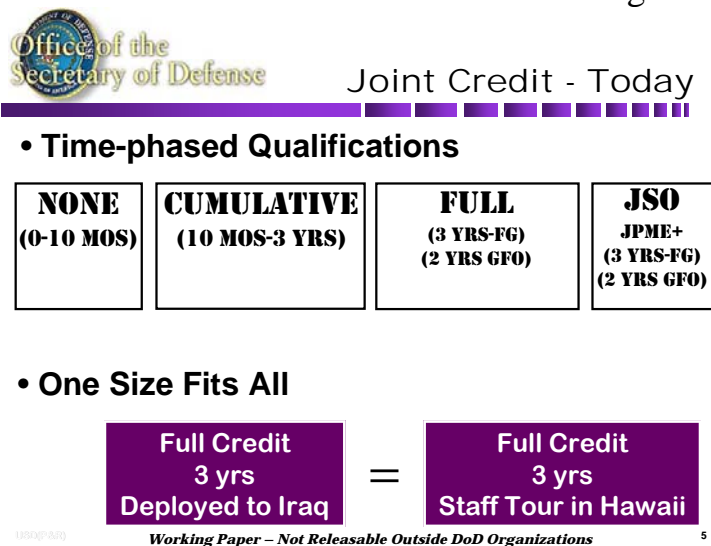 Office of the
Secretary of Defense
Joint Credit - Today
• Time-phased Qualifications
NONE
(0-10 MOS)
CUMULATIVE
(10 MOS-3 YRS)
FULL
(3 YRS-FG)
(2 YRS GFO)
JSO
JPME+
(3 YRS-FG)
(2 YRS GFO)
• One Size Fits All
Full Credit
3 yrs
Deployed to Iraq
=
Full Credit
3 yrs
Staff Tour in Hawaii
USD(P&R)
Working Paper – Not Releasable Outside DoD Organizations
5